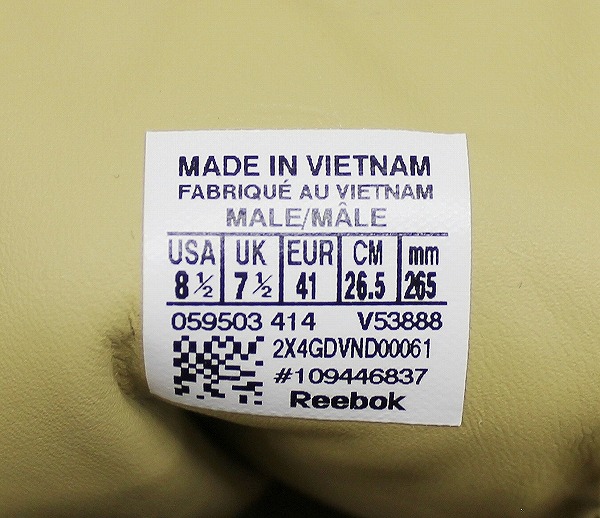 MADE IN VIETNAM
FABRIQUÉ AU VIETNAM
MALE/MÂLE
USA UK EUR CM mm
8 ½ 7 ½ 41 26.5 265
059503 414 V53888
2X4GDVND00061
#109446837
Reebok